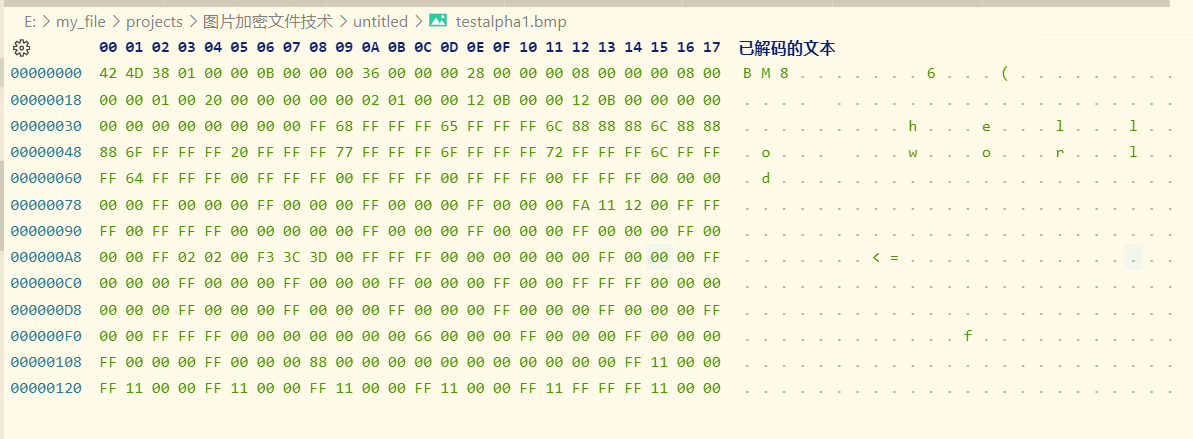 E: > my_file > projects > 图片加密文件技术 > untitled > testalpha1.bmp
00 01 02 03 04 05 06 07 08 09 0A 0B 0C 0D 0E 0F 10 11 12 13 14 15 16 17 已解码的文本
00000000 42 4D 38 01 00 00 0B 00 00 00 36 00 00 00 28 00 00 00 08 00 00 00 08 00 B M 8 . . . . . . . 6 . . . ( . . . . . . . . .
00000018 00 00 01 00 20 00 00 00 00 00 02 01 00 00 12 0B 00 00 12 0B 00 00 00 00 . . . .   . . . . . . . . . . . . . . . . . . .
00000030 00 00 00 00 00 00 00 00 FF 68 FF FF FF 65 FF FF FF 6C 88 88 88 6C 88 88 . . . . . . . . . h . . . e . . . l . . . l . .
00000048 88 6F FF FF FF 20 FF FF FF 77 FF FF FF 6F FF FF FF 72 FF FF FF 6C FF FF . o . . .   . . . w . . . o . . . r . . . l . .
00000060 FF 64 FF FF FF 00 FF FF FF 00 FF FF FF 00 FF FF FF 00 FF FF FF 00 00 00 . d . . . . . . . . . . . . . . . . . . . . . .
00000078 00 00 00 FF 00 00 FF 00 00 00 FF 00 00 FF 00 00 00 FA 11 12 00 FF FF . . . . . . . . . . . . . . . . . . . . . . . .
00000090 FF 00 FF FF FF 00 00 00 00 00 FF 00 00 00 FF 00 00 00 FF 00 00 00 FF 00 . . . . . . . . . . . . . . . . . . . . . . . .
000000A8 00 00 FF 02 02 00 F3 3C 3D 00 FF FF FF 00 00 00 00 00 00 FF 00 00 00 FF . . . . . . . < = . . . . . . . . . . . . . . .
000000C0 00 00 FF 00 00 00 00 FF 00 00 00 FF 00 00 FF 00 00 FF FF FF FF 00 00 00 . . . . . . . . . . . . . . . . . . . . . . . .
000000D8 00 00 FF 00 00 00 00 FF 00 00 00 FF 00 00 00 FF 00 00 FF 00 00 00 00 FF . . . . . . . . . . . . . . . . . . . . . . . .
000000F0 00 00 FF FF FF 00 00 00 00 00 00 00 66 00 00 00 FF 00 00 00 FF 00 00 00 . . . . . . . . . . . . f . . . . . . . . . . .
00000108 FF 00 00 00 FF 00 00 00 88 00 00 00 00 00 00 00 00 00 00 00 FF 11 00 00 . . . . . . . . . . . . . . . . . . . . . . . .
00000120 FF 11 00 00 FF 11 00 00 FF 11 00 00 FF 11 00 00 FF 11 FF FF FF 11 00 00 . . . . . . . . . . . . . . . . . . . . . . . .